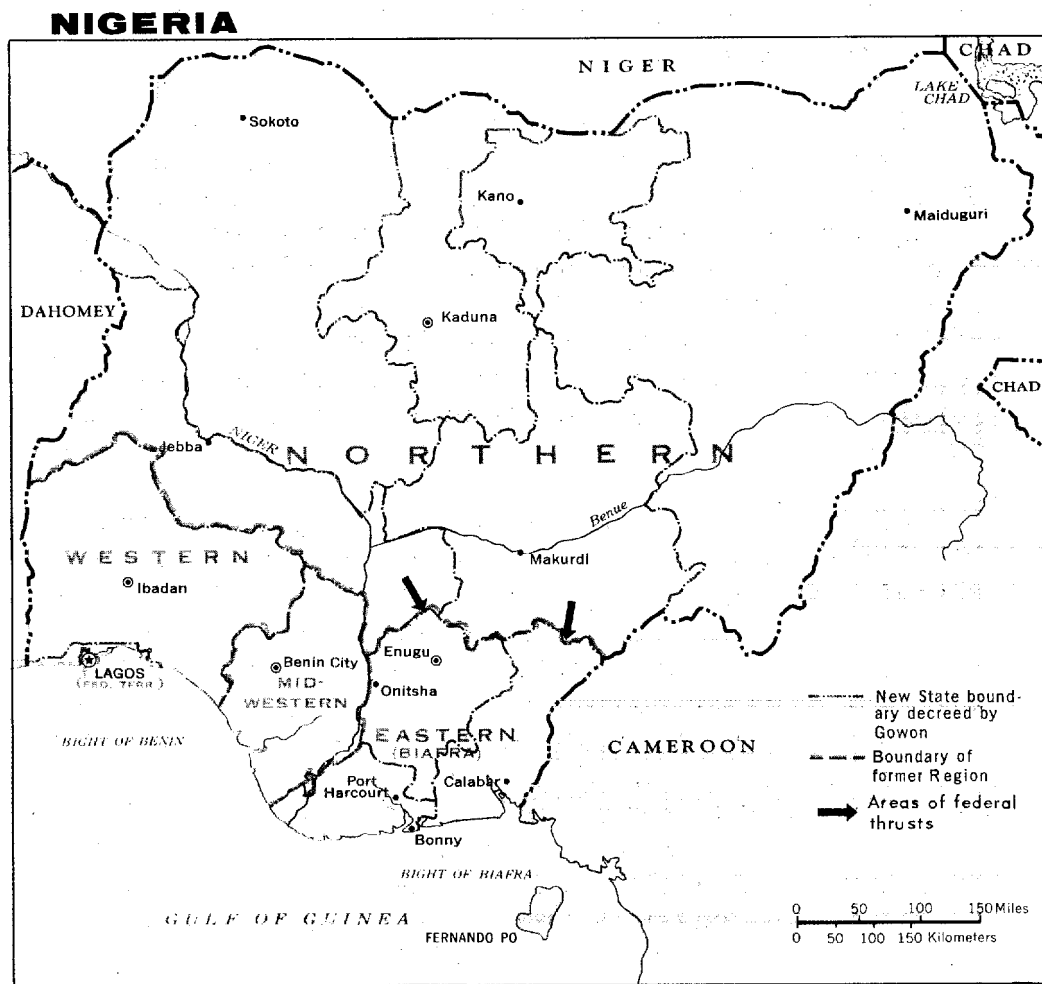 NIGERIA
CHAD
NIGER
LAKE
CHAD
Sokoto
Kano
Maiduguri
DAHOMEY
Kaduna
CHAD
NIGER
Jebba
NORTHERN
Benue
WESTERN
Makurdi
Ibadan
Enugu
Benin City
LAGOS
(FED. TERR.)
MID-
WESTERN
Onitsha
EASTERN
(BIAFRA)
BIGHT OF BENIN
CAMEROON
Port
Harcourt
Calabar
Bonny
New State bound-
ary decreed by
Gowon
Boundary of
former Region
Areas of federal
thrusts
BIGHT OF BIAFRA
GULF OF GUINEA
FERNANDO PO
0 50 100 150 Miles
0 50 100 150 Kilometers